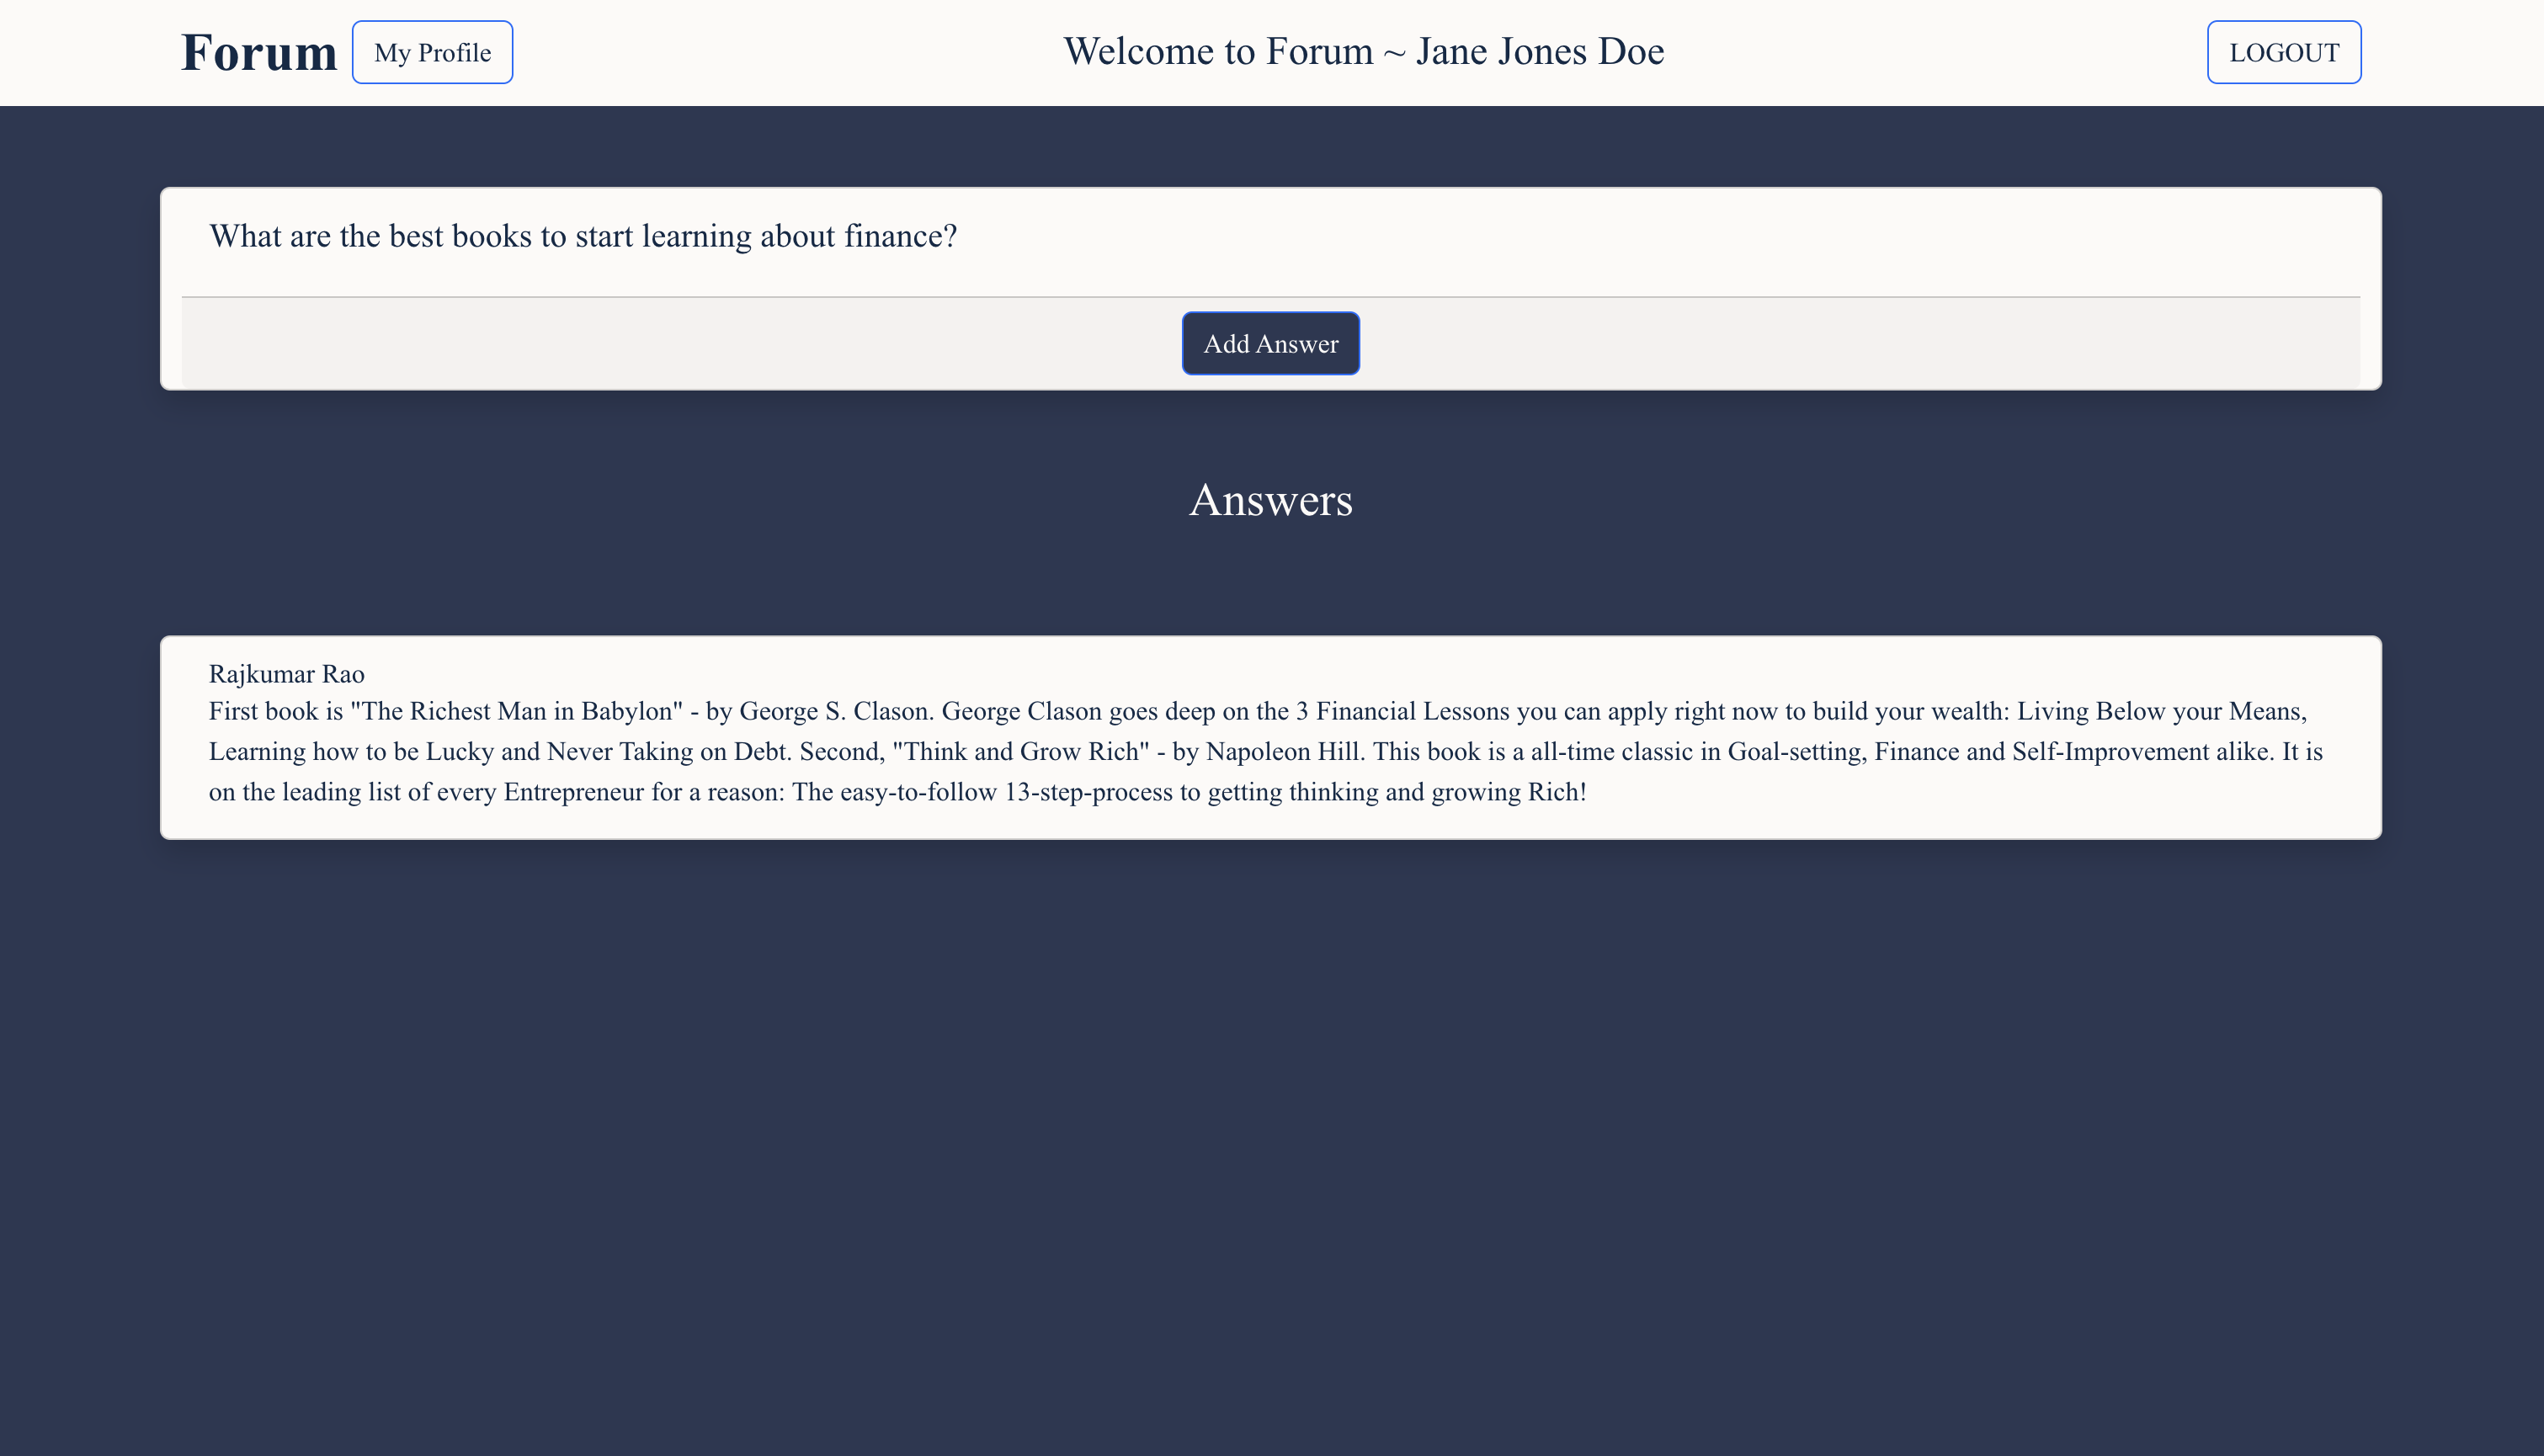 Forum
My Profile
Welcome to Forum ~ Jane Jones Doe
LOGOUT
What are the best books to start learning about finance?
Add Answer
Answers
Rajkumar Rao
First book is "The Richest Man in Babylon" - by George S. Clason. George Clason goes deep on the 3 Financial Lessons you can apply right now to build your wealth: Living Below your Means,
Learning how to be Lucky and Never Taking on Debt. Second, "Think and Grow Rich" - by Napoleon Hill. This book is a all-time classic in Goal-setting, Finance and Self-Improvement alike. It is
on the leading list of every Entrepreneur for a reason: The easy-to-follow 13-step-process to getting thinking and growing Rich!